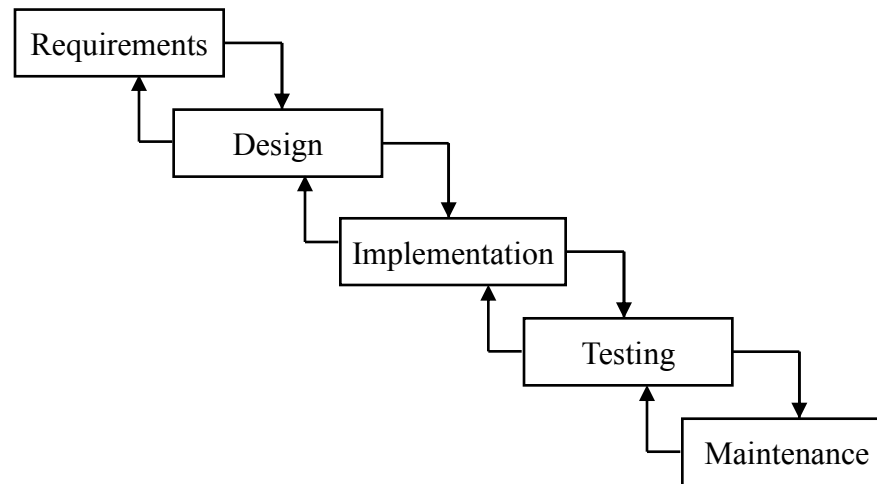 Requirements
Design
Implementation
Testing
Maintenance